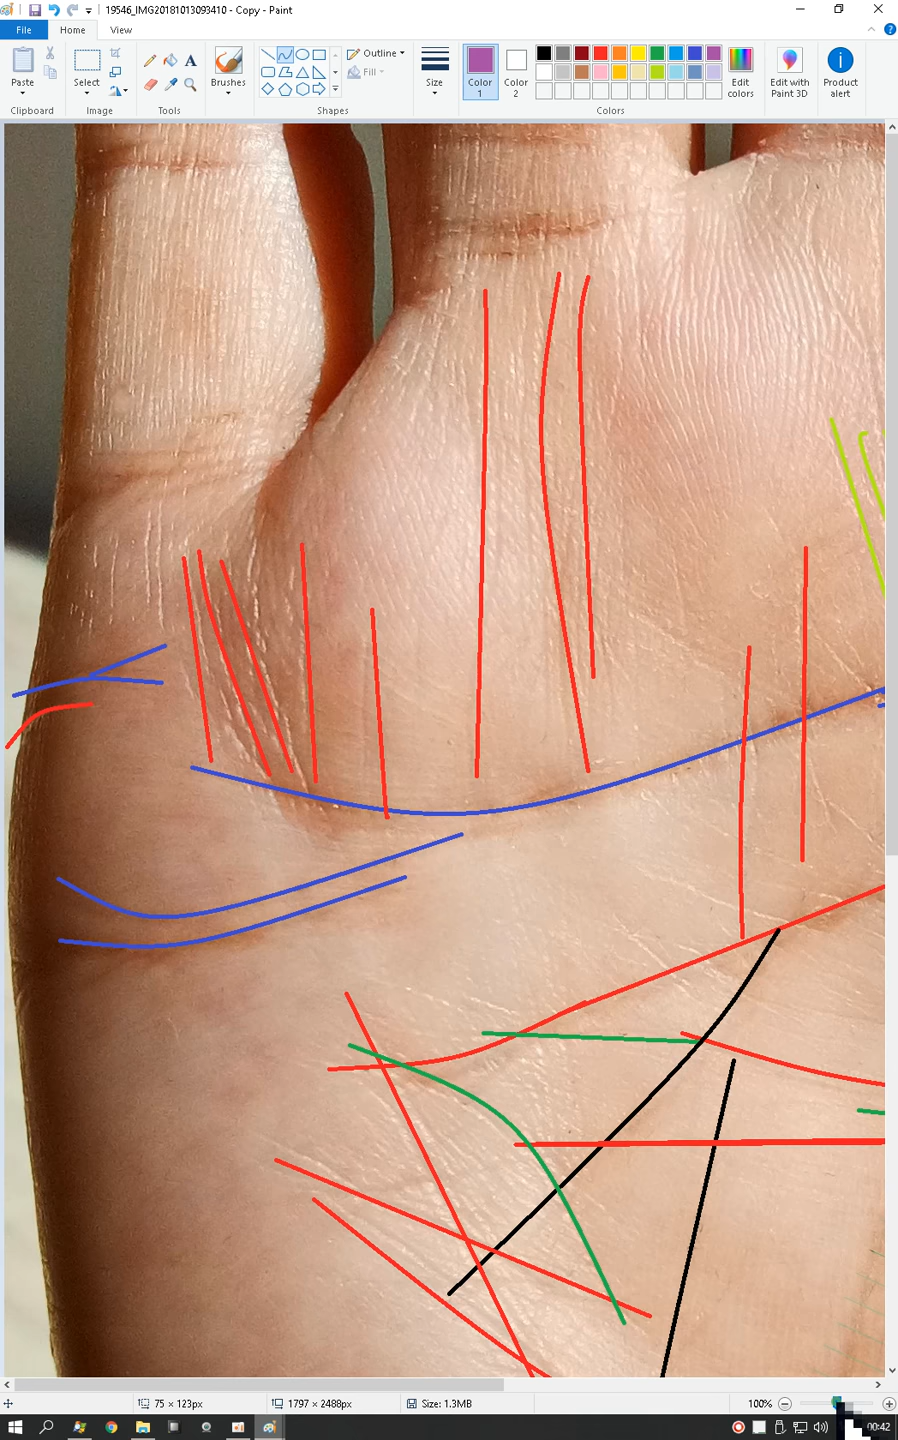 19546_IMG20181013093410 - Copy - Paint
File Home View
Paste Select Brushes Outline Fill Size Color 1 Color 2 Edit colors Edit with Paint 3D Product alert
Clipboard Image Tools Shapes Colors
75 × 123px 1797 × 2488px Size: 1.3MB 100%
00:42